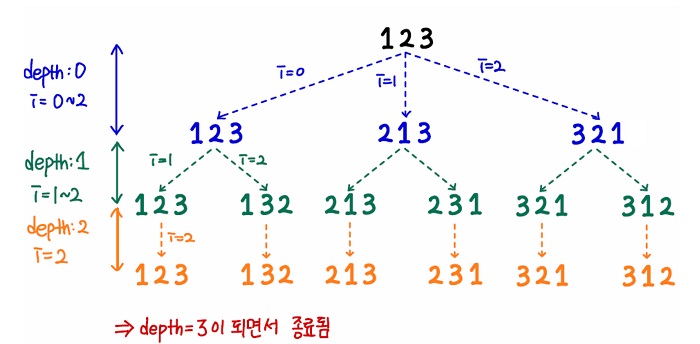 123
depth:0
i=0~2
i=0
i=1
i=2
123 213 321
depth:1
i=1~2
i=1
i=2
123 132 213 231 321 312
depth:2
i=2
i=2
123 132 213 231 321 312
⇒ depth=3이 되면서 종료됨